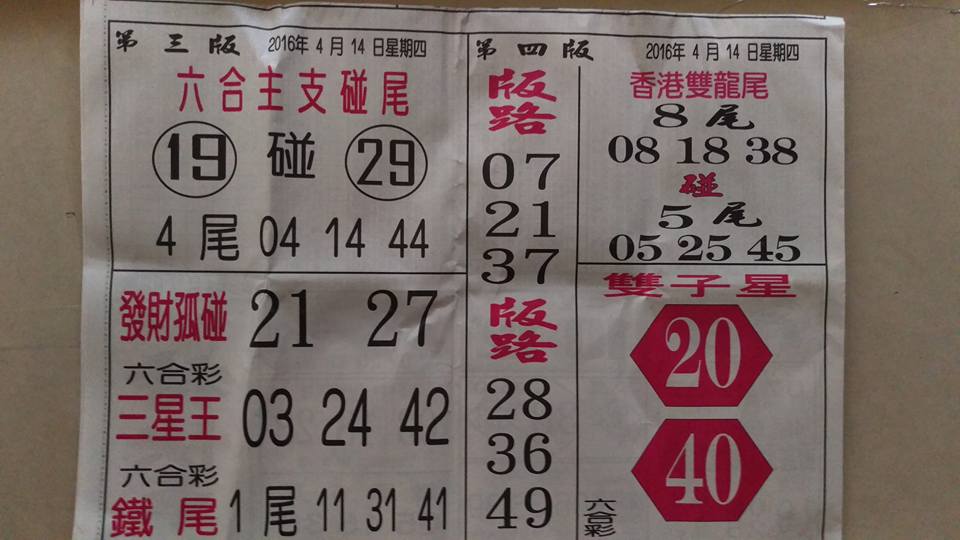 第三版 2016年4月14日星期四
六合主支碰尾
19 碰 29
4尾 04 14 44
發財孤碰 21 27
六合彩
三星王 03 24 42
六合彩
鐵尾 1尾 11 31 41
第四版 2016年4月14日星期四
版路
07
21
37
版路
28
36
49
香港雙龍尾
8尾
08 18 38
碰
5尾
05 25 45
雙子星
20
40
六合彩